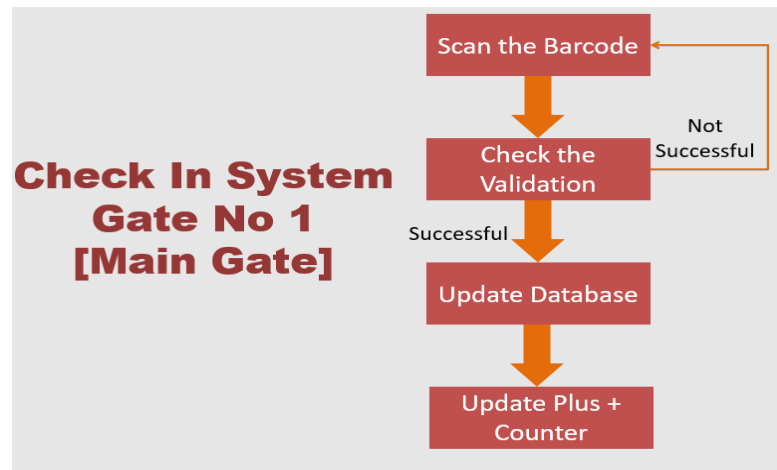 Check In System
Gate No 1
[Main Gate]
Scan the Barcode
Not
Successful
Check the
Validation
Successful
Update Database
Update Plus +
Counter